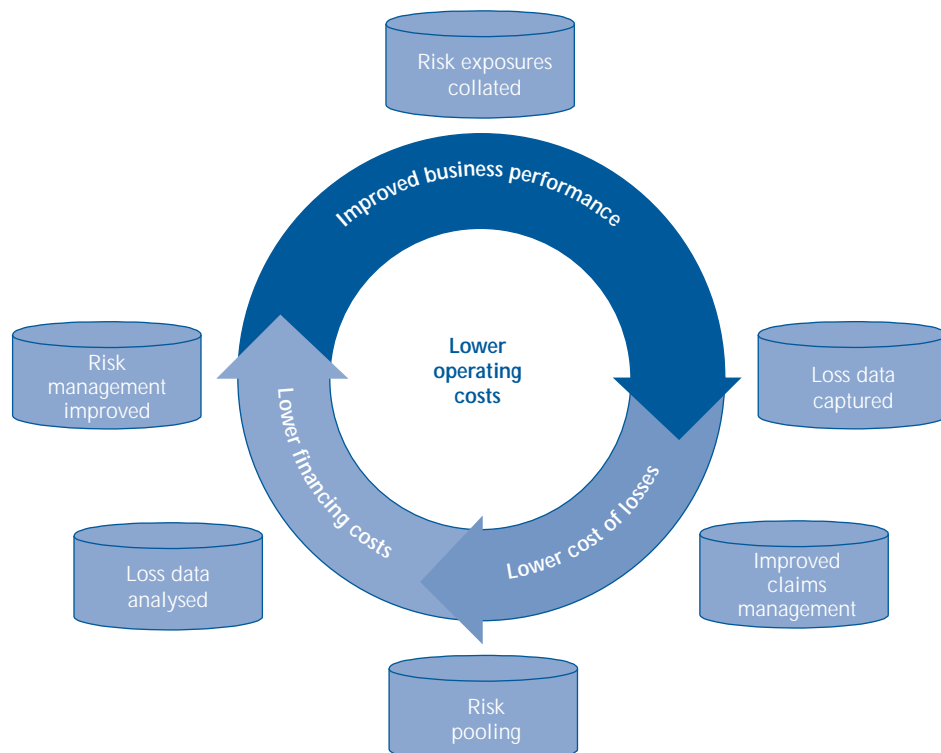 Risk exposures
collated
Improved business performance
Lower
operating
costs
Risk
management
improved
Loss data
captured
Lower financing costs
Lower cost of losses
Loss data
analysed
Improved
claims
management
Risk
pooling